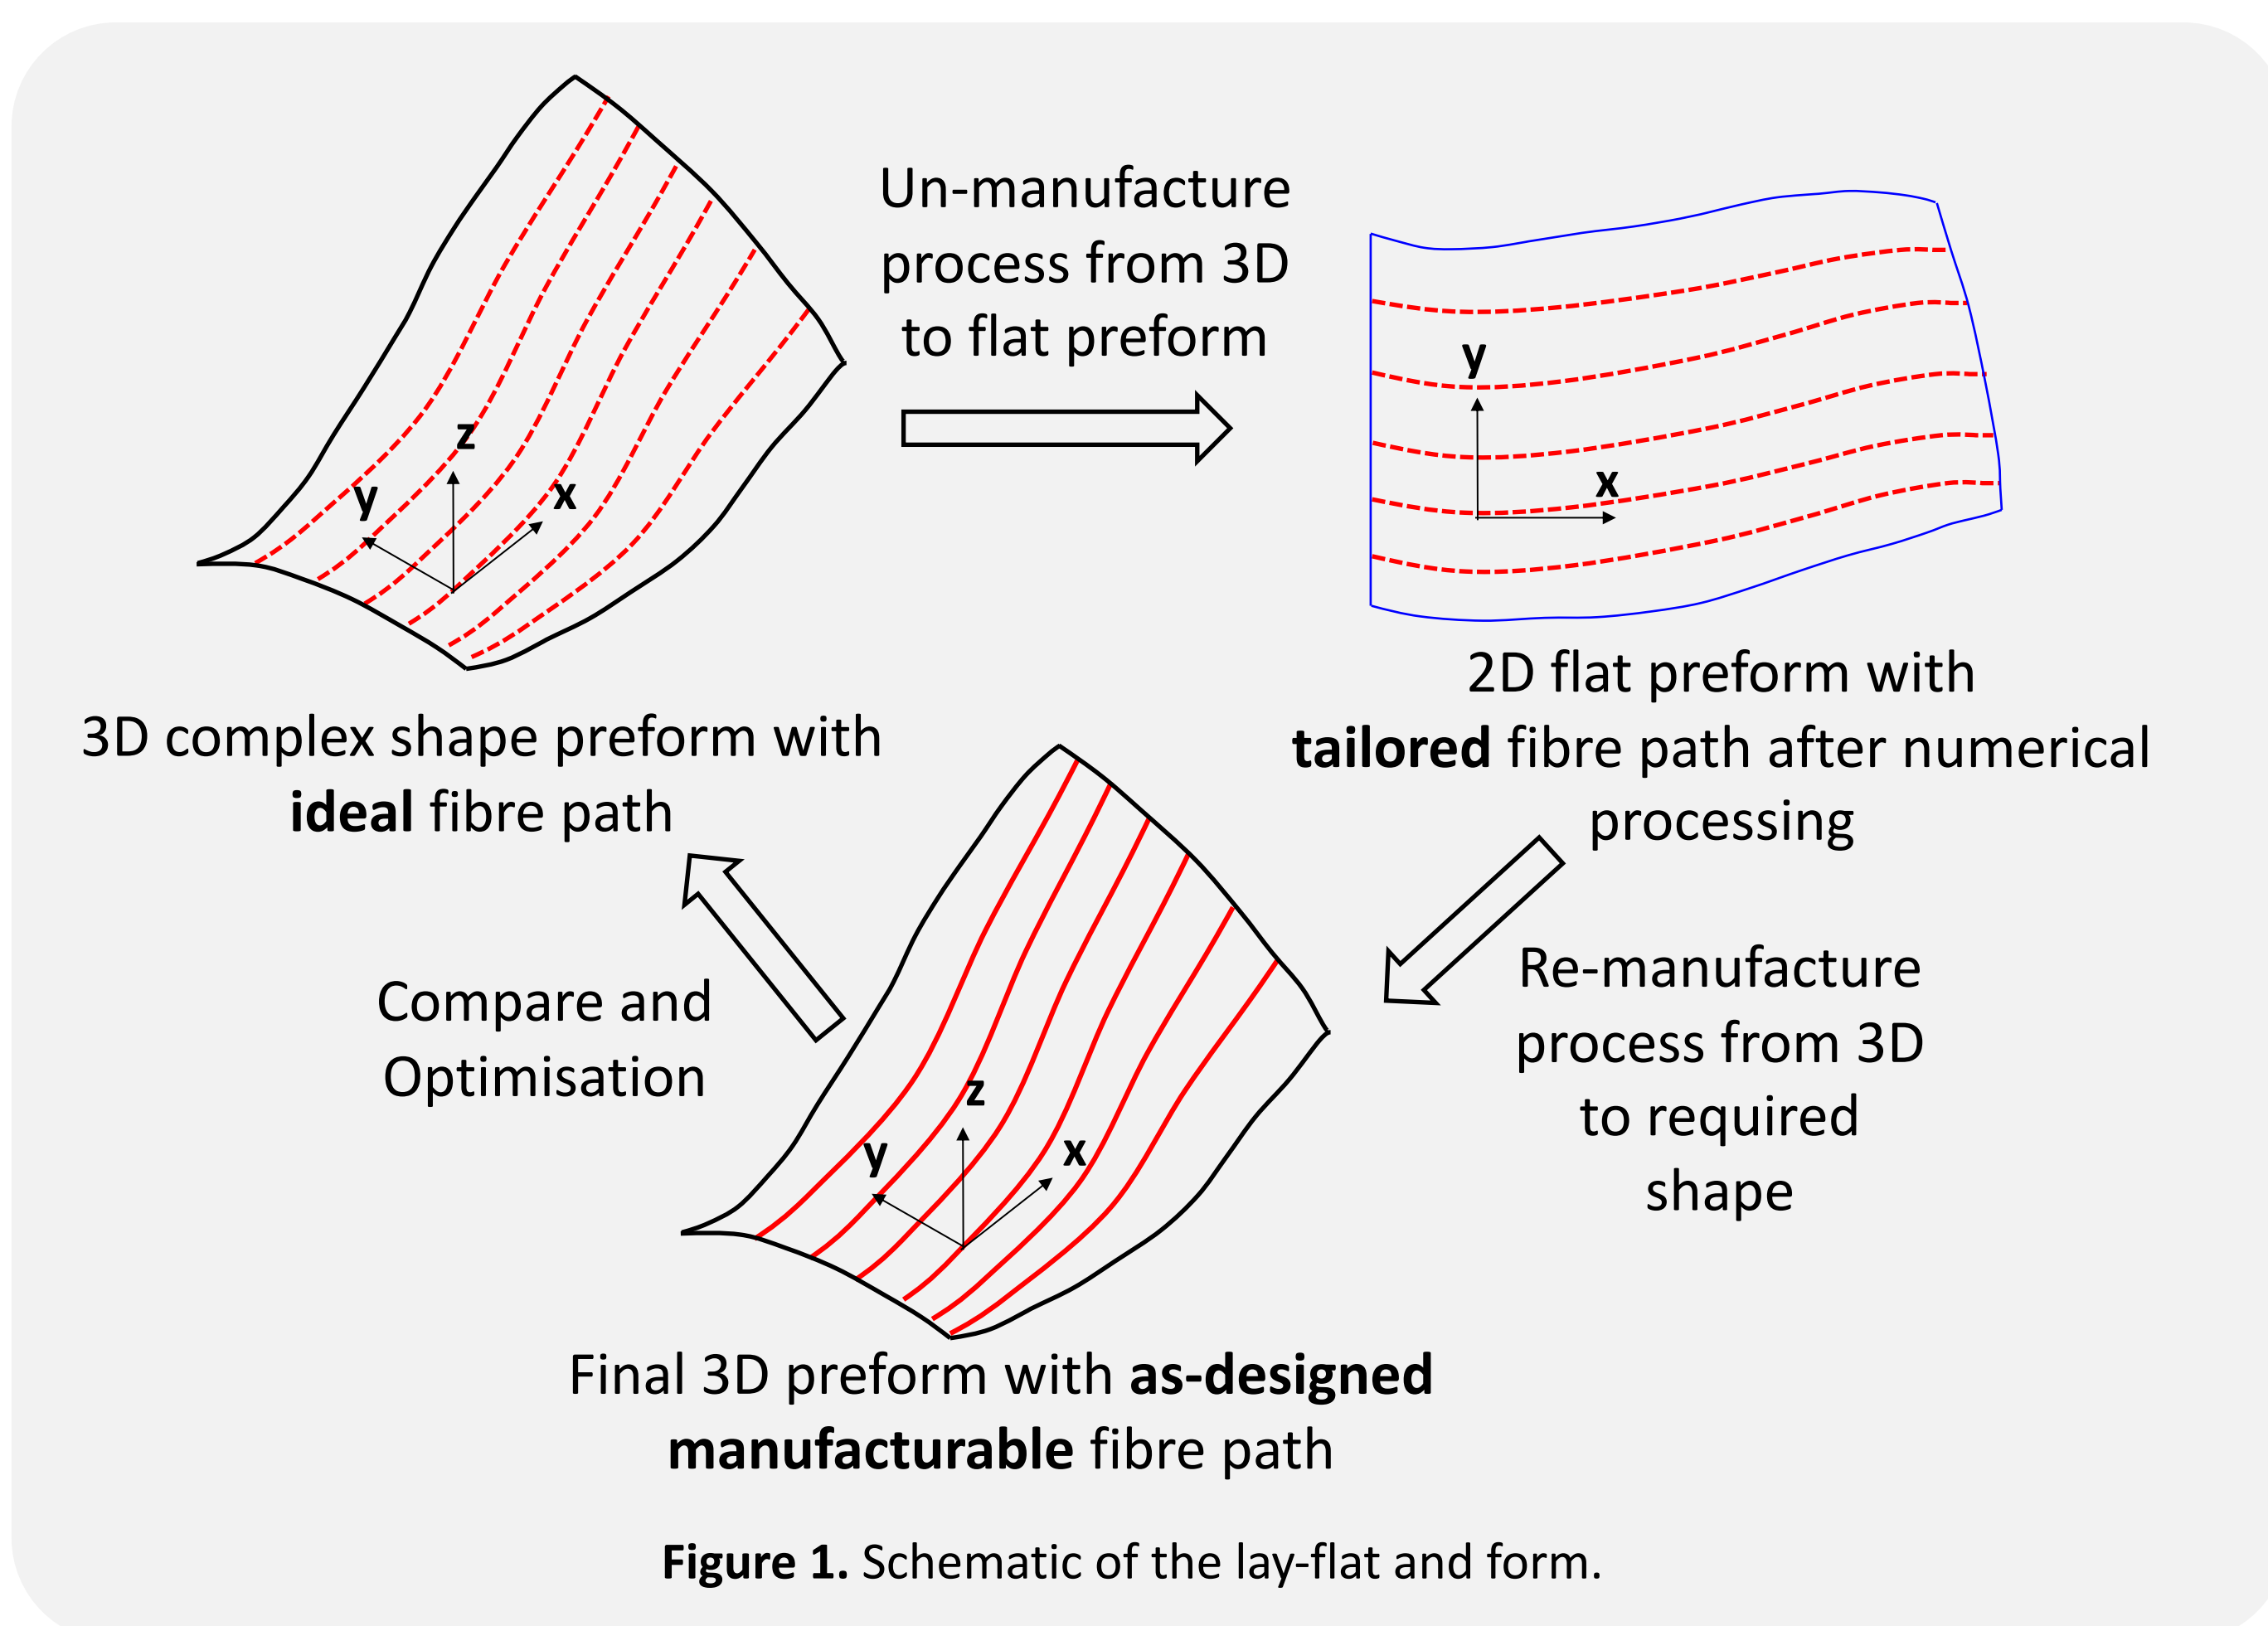 Un-manufacture
process from 3D
to flat preform
z
y
x
y
x
3D complex shape preform with
ideal fibre path
2D flat preform with
tailored fibre path after numerical
processing
Compare and
Optimisation
Re-manufacture
process from 3D
to required
shape
z
y
x
Final 3D preform with as-designed
manufacturable fibre path
Figure 1. Schematic of the lay-flat and form.